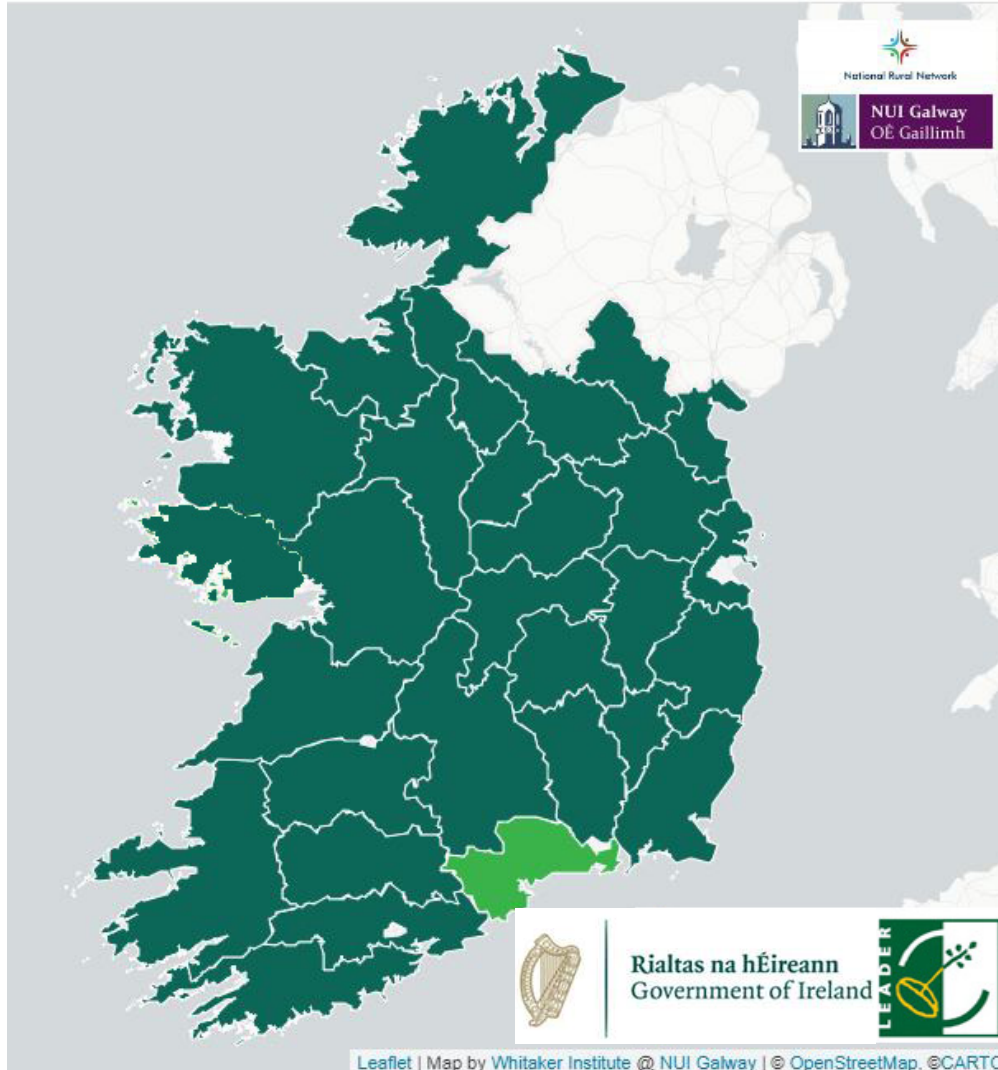 National Rural Network
NUI Galway
OÉ Gaillimh
Rialtas na hÉireann
Government of Ireland
LEADER
Leaflet | Map by Whitaker Institute @ NUI Galway | © OpenStreetMap, ©CARTO